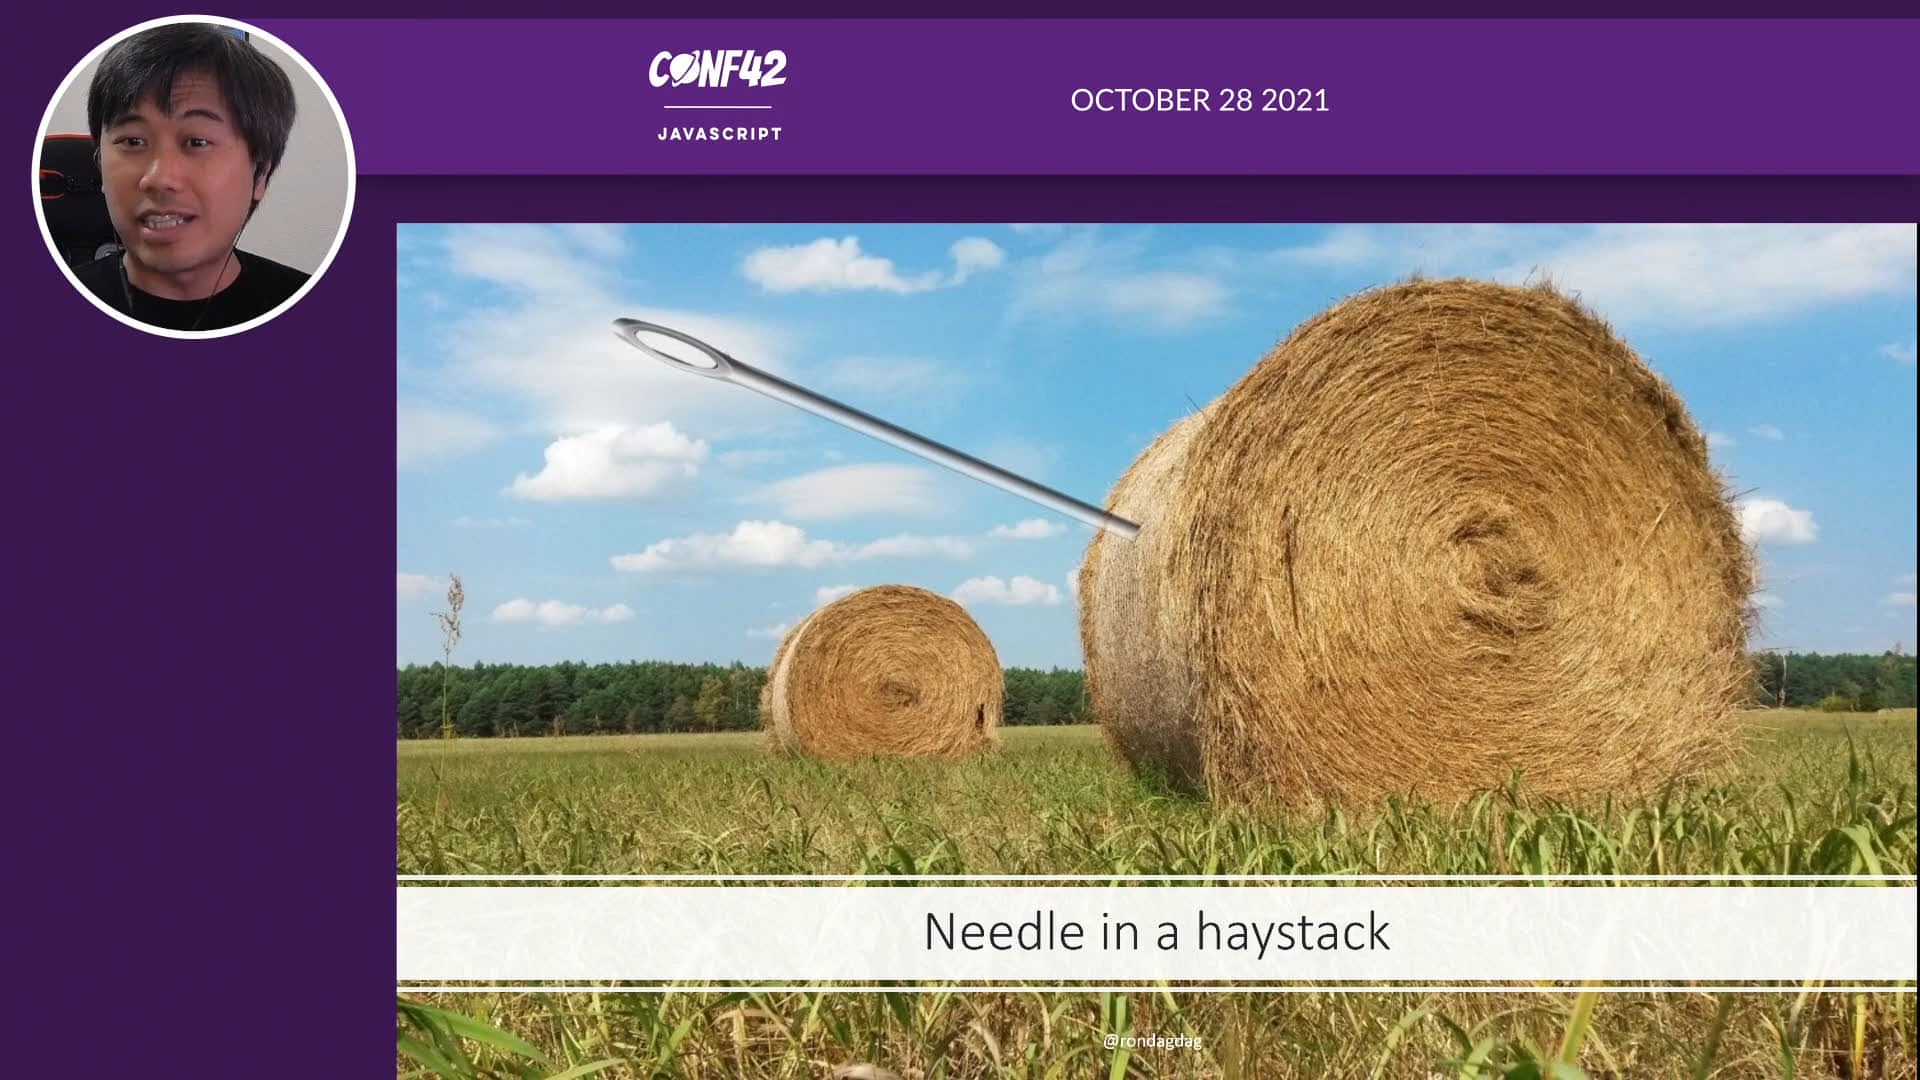 CONF42
JAVASCRIPT
OCTOBER 28 2021
Needle in a haystack
@rondagdag